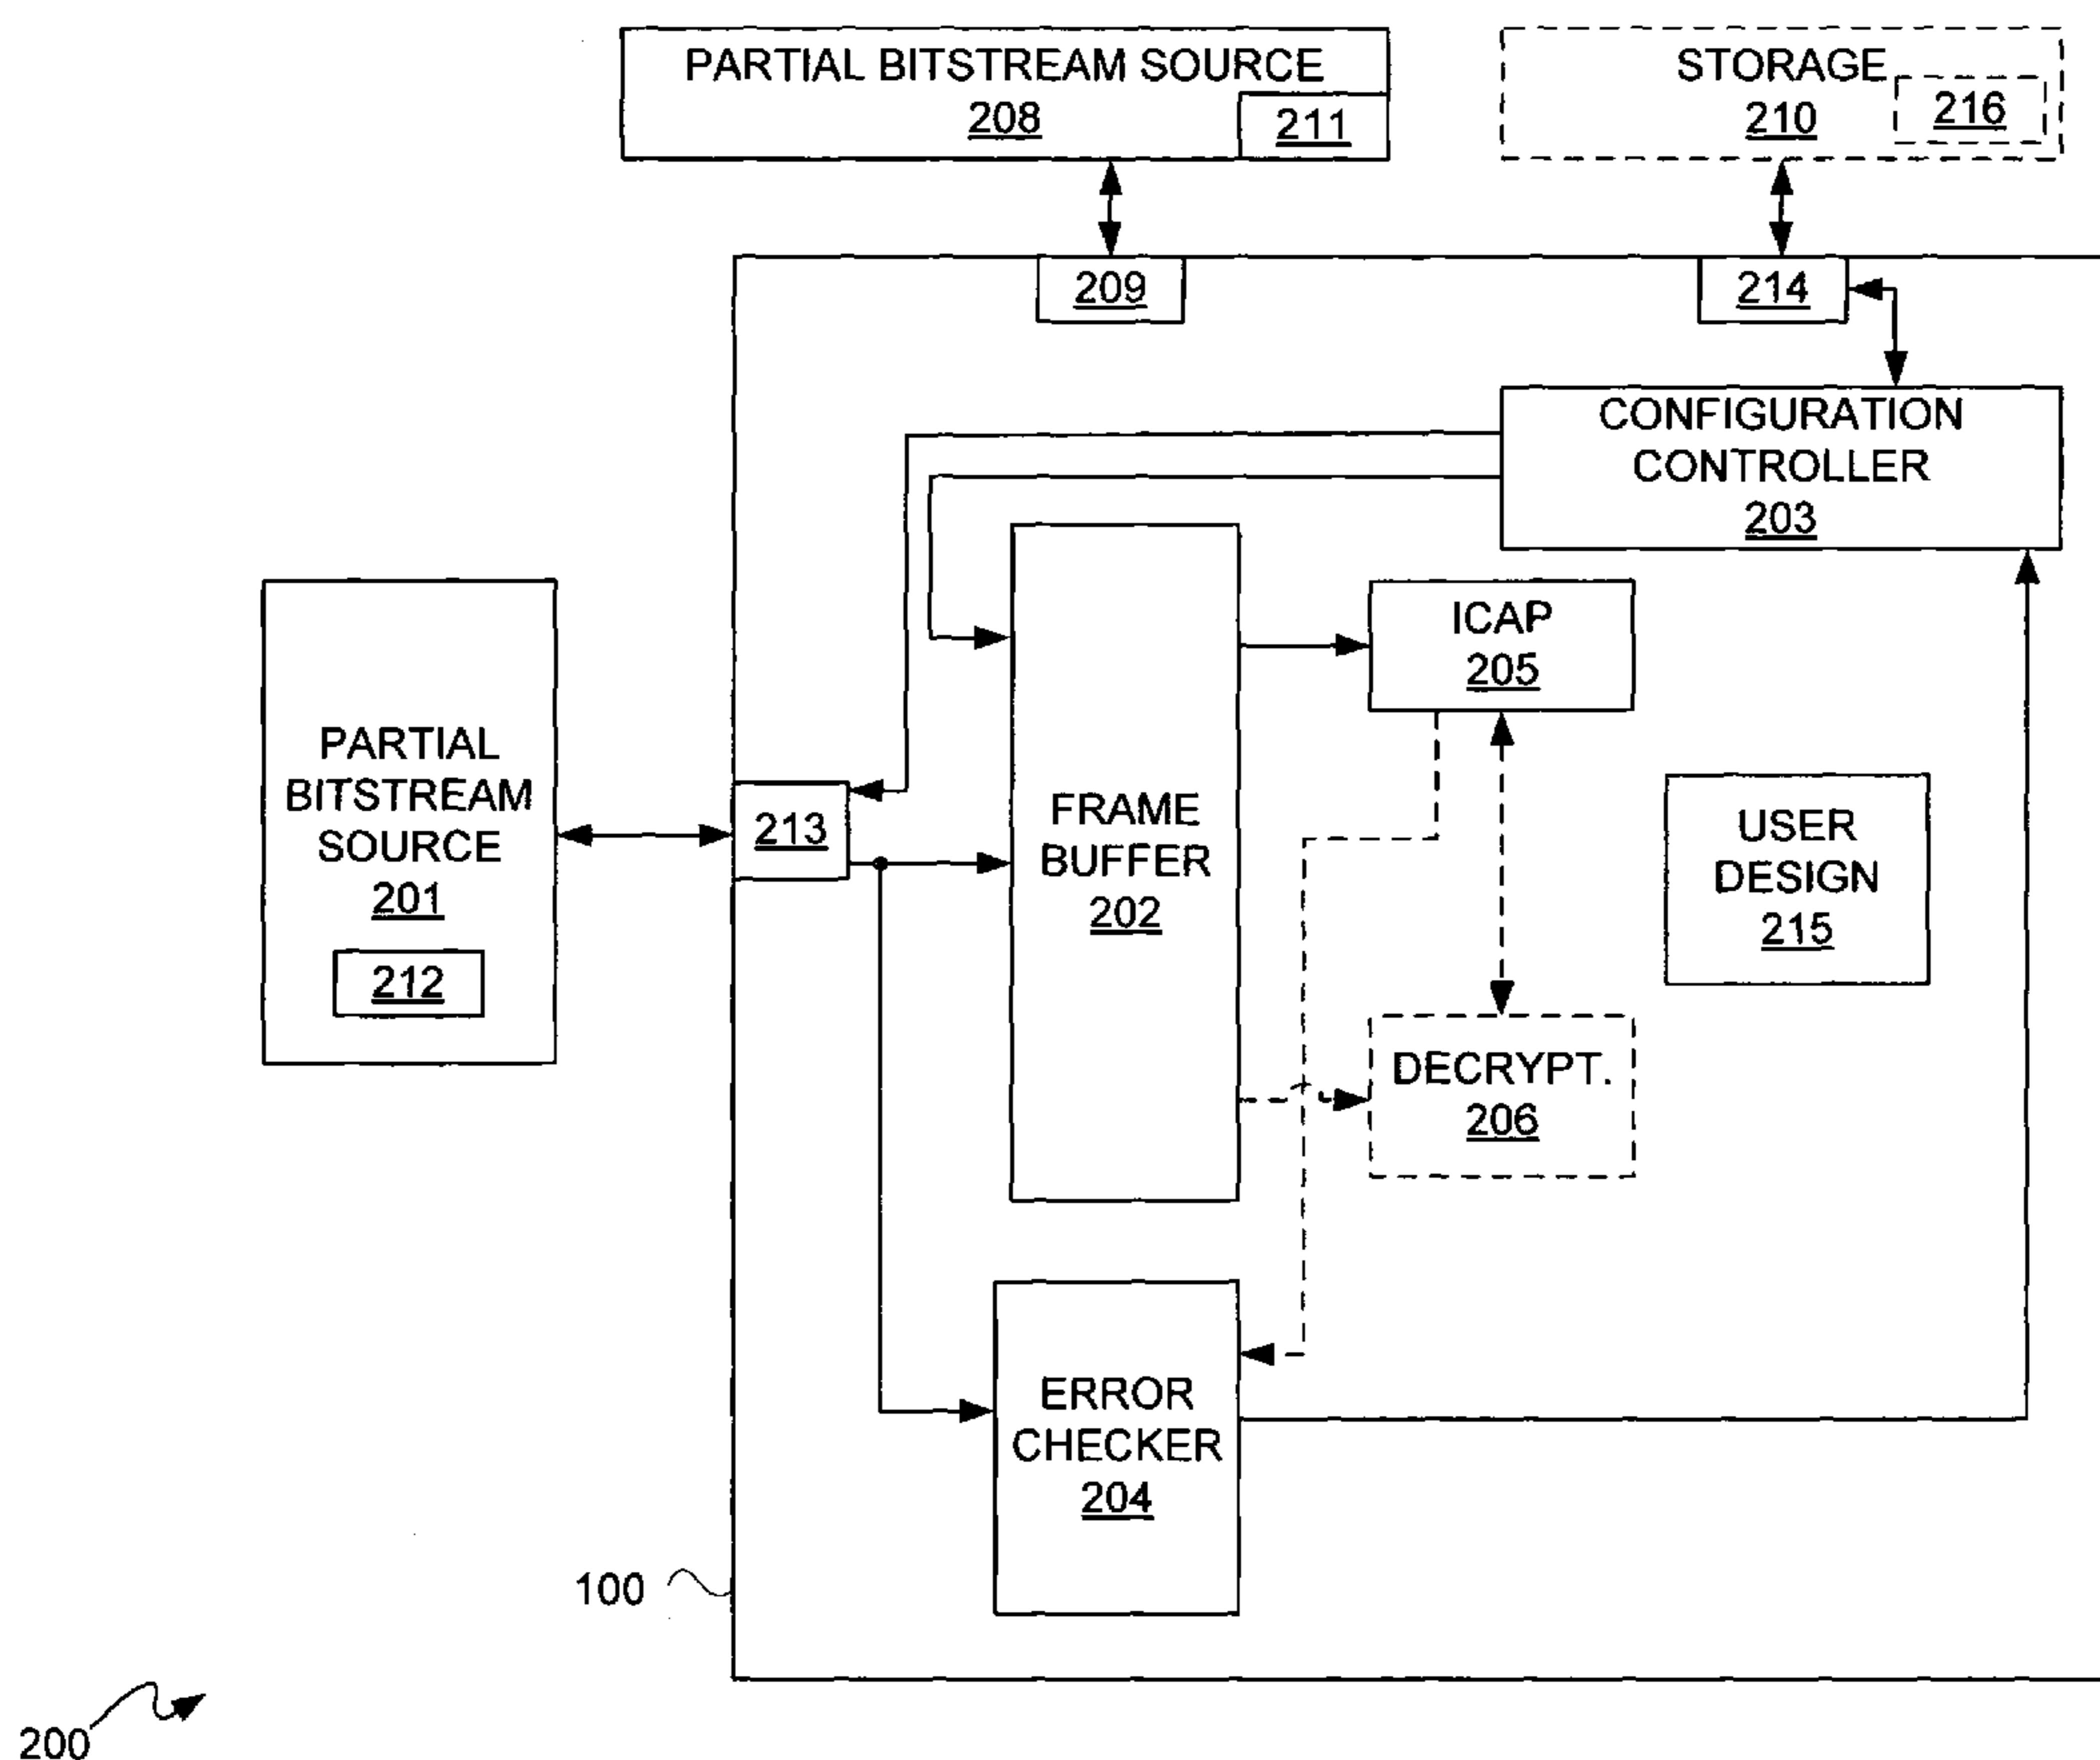 PARTIAL BITSTREAM SOURCE
208
211
STORAGE
210
216
209
214
CONFIGURATION
CONTROLLER
203
ICAP
205
PARTIAL
BITSTREAM
SOURCE
201
212
213
FRAME
BUFFER
202
USER
DESIGN
215
DECRYPT.
206
ERROR
CHECKER
204
100
200